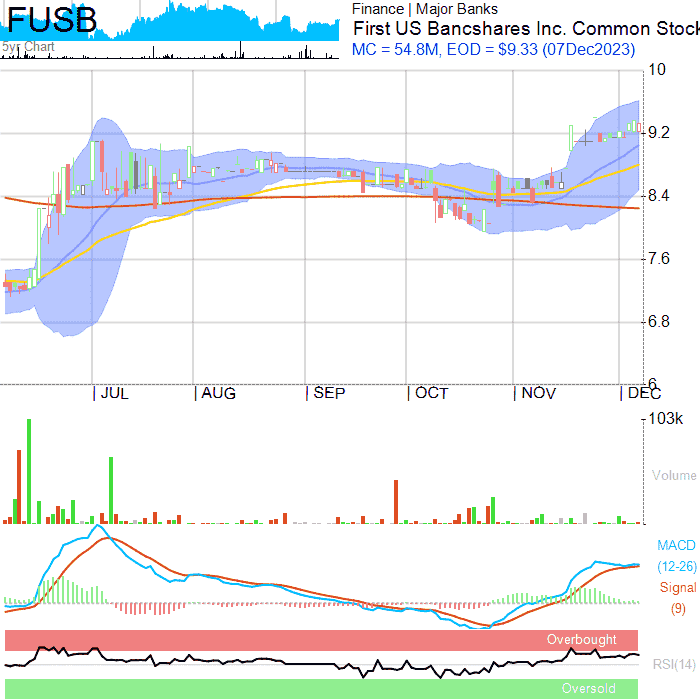 FUSB
5yr Chart
Finance | Major Banks
First US Bancshares Inc. Common Stock
MC = 54.8M, EOD = $9.33 (07Dec2023)
10
9.2
8.4
7.6
6.8
6
JUL AUG SEP OCT NOV DEC
103k
Volume
MACD
(12-26)
Signal
(9)
Overbought
RSI(14)
Oversold